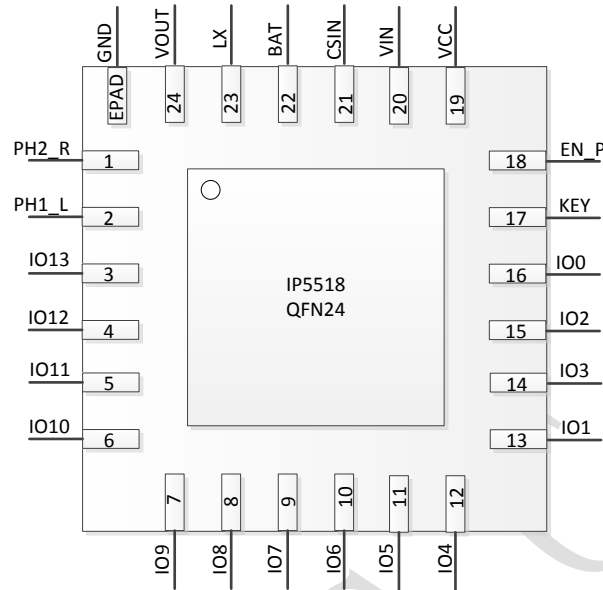 GND
VOUT
LX
BAT
CSIN
VIN
VCC
EPAD
24
23
22
21
20
19
PH2_R
1
18
EN_P
PH1_L
2
17
KEY
IO13
3
16
IO0
IO12
4
15
IO2
IO11
5
14
IO3
IO10
6
13
IO1
IP5518
QFN24
7
8
9
10
11
12
IO9
IO8
IO7
IO6
IO5
IO4